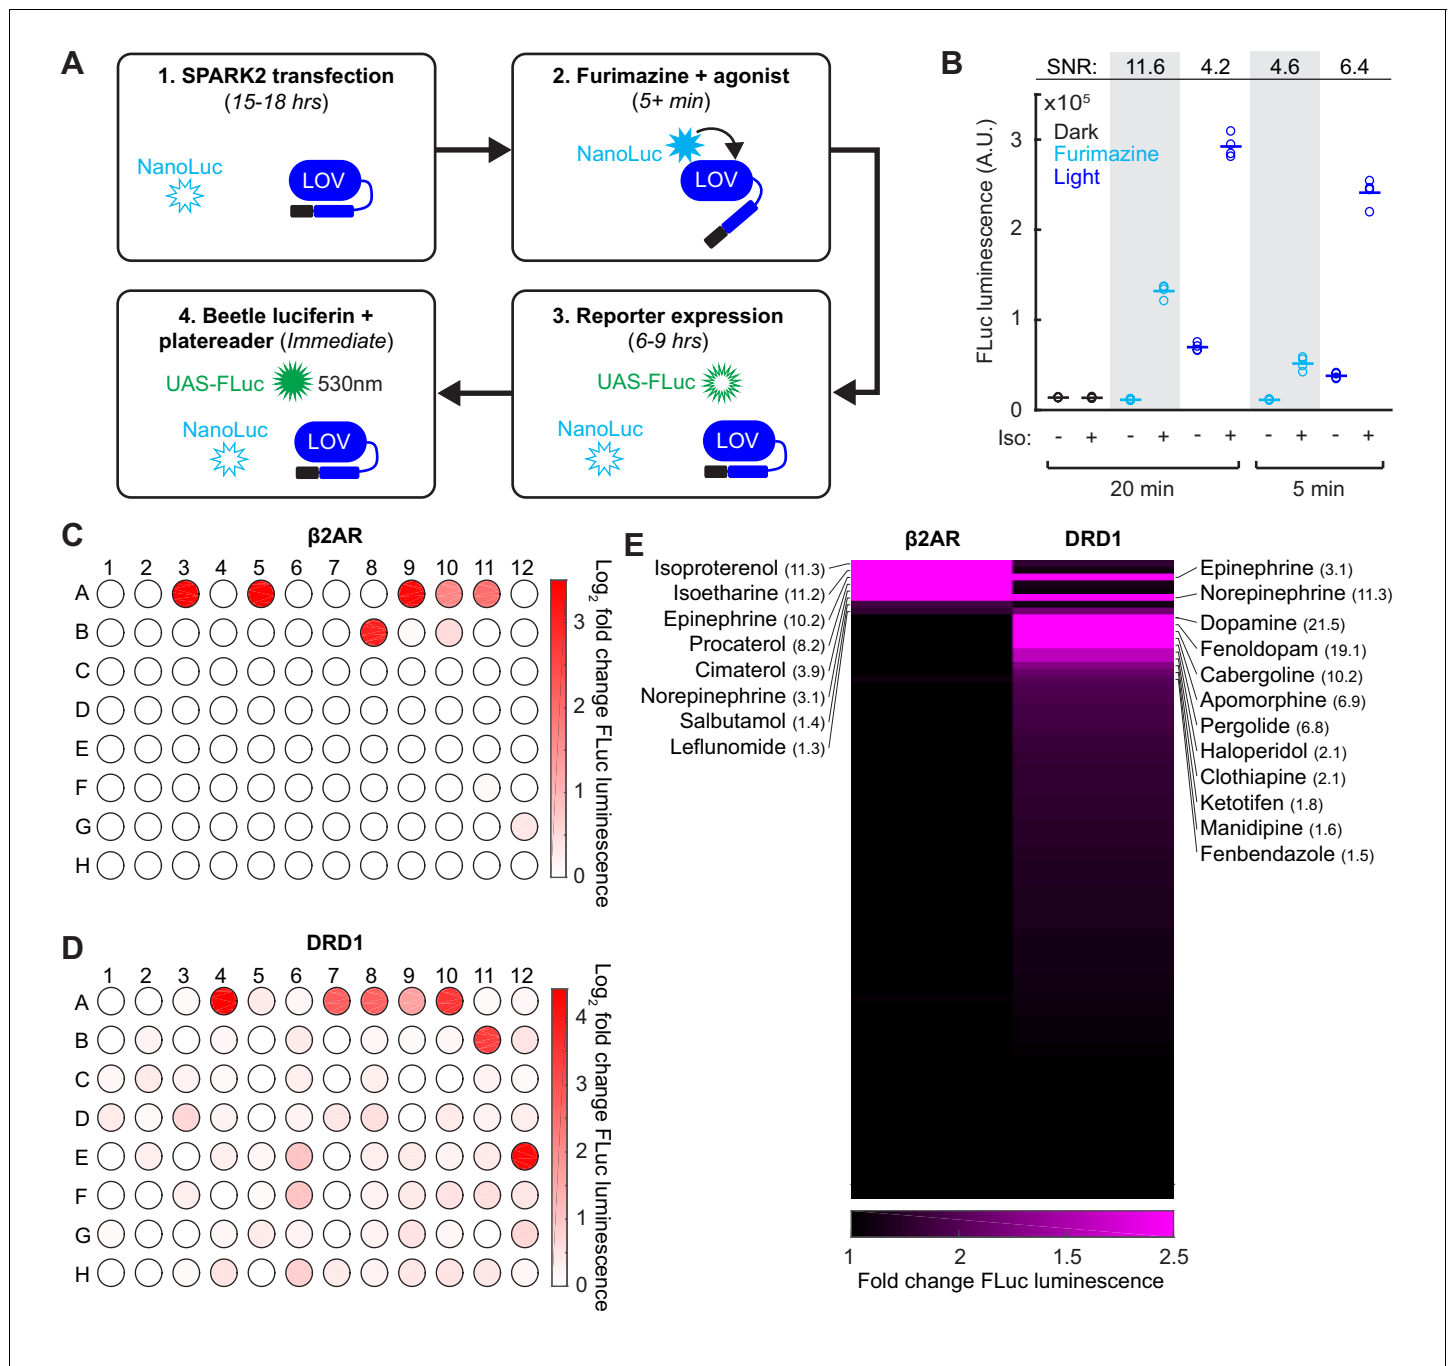 A
1. SPARK2 transfection
(15-18 hrs)
NanoLuc
LOV
2. Furimazine + agonist
(5+ min)
NanoLuc
LOV
4. Beetle luciferin +
platereader (Immediate)
UAS-FLuc 530nm
NanoLuc
LOV
3. Reporter expression
(6-9 hrs)
UAS-FLuc
NanoLuc
LOV
B
SNR: 11.6 4.2 4.6 6.4
x10⁵
Dark
Furimazine
Light
FLuc luminescence (A.U.)
3
2
1
0
Iso: - + - + - + - + - +
20 min 5 min
C
β2AR
1 2 3 4 5 6 7 8 9 10 11 12
A
B
C
D
E
F
G
H
3
2
1
0
Log₂ fold change FLuc luminescence
D
DRD1
1 2 3 4 5 6 7 8 9 10 11 12
A
B
C
D
E
F
G
H
4
3
2
1
0
Log₂ fold change FLuc luminescence
E
β2AR DRD1
Isoproterenol (11.3)
Isoetharine (11.2)
Epinephrine (10.2)
Procaterol (8.2)
Cimaterol (3.9)
Norepinephrine (3.1)
Salbutamol (1.4)
Leflunomide (1.3)
Epinephrine (3.1)
Norepinephrine (11.3)
Dopamine (21.5)
Fenoldopam (19.1)
Cabergoline (10.2)
Apomorphine (6.9)
Pergolide (6.8)
Haloperidol (2.1)
Clothiapine (2.1)
Ketotifen (1.8)
Manidipine (1.6)
Fenbendazole (1.5)
1 2 1.5 2.5
Fold change FLuc luminescence